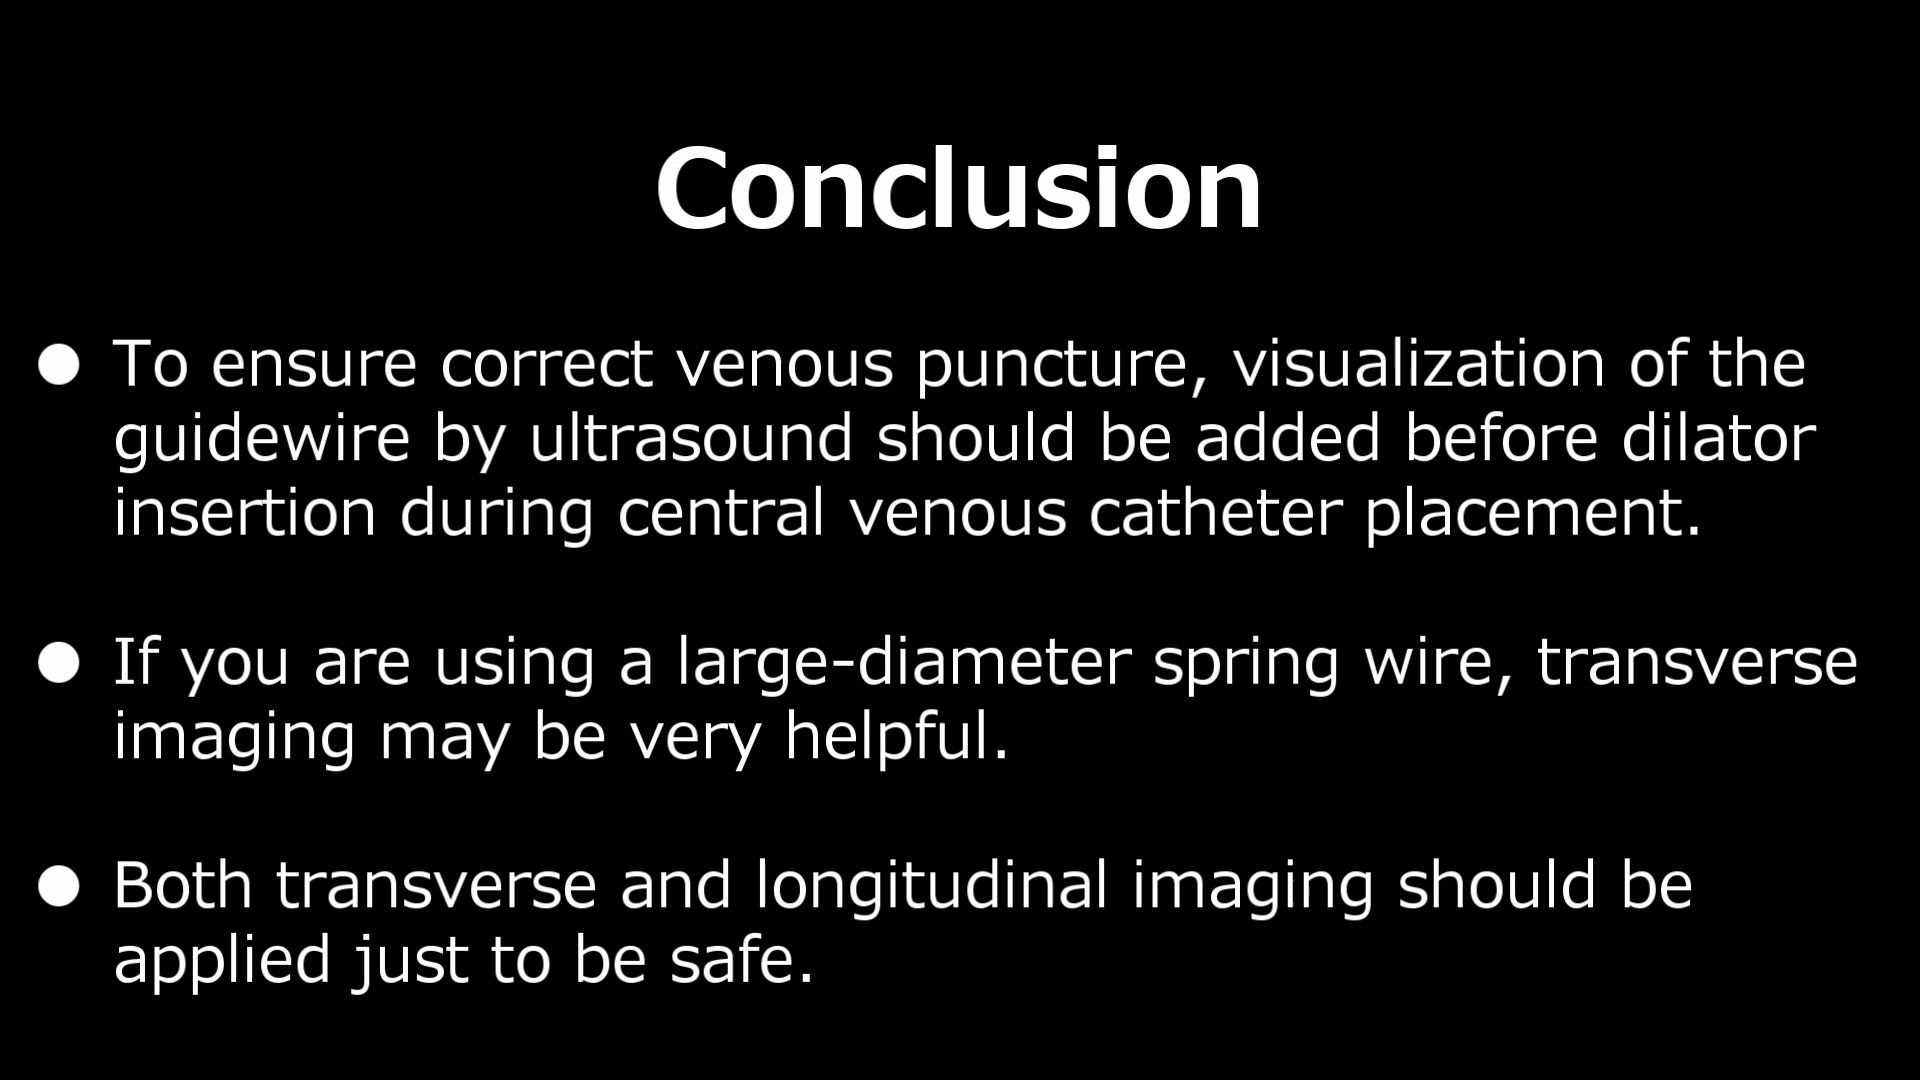 Conclusion
● To ensure correct venous puncture, visualization of the
guidewire by ultrasound should be added before dilator
insertion during central venous catheter placement.
● If you are using a large-diameter spring wire, transverse
imaging may be very helpful.
● Both transverse and longitudinal imaging should be
applied just to be safe.